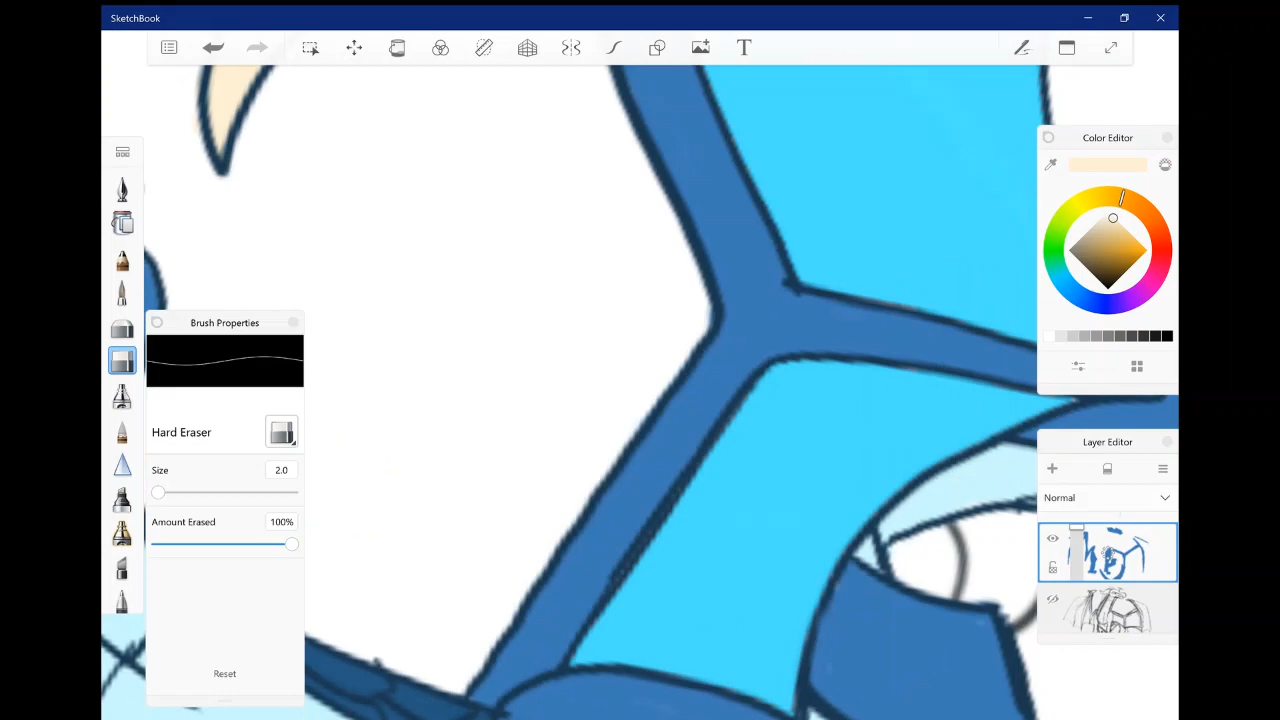 SketchBook
T
Color Editor
Brush Properties
Hard Eraser
Size 2.0
Amount Erased 100%
Reset
Layer Editor
Normal